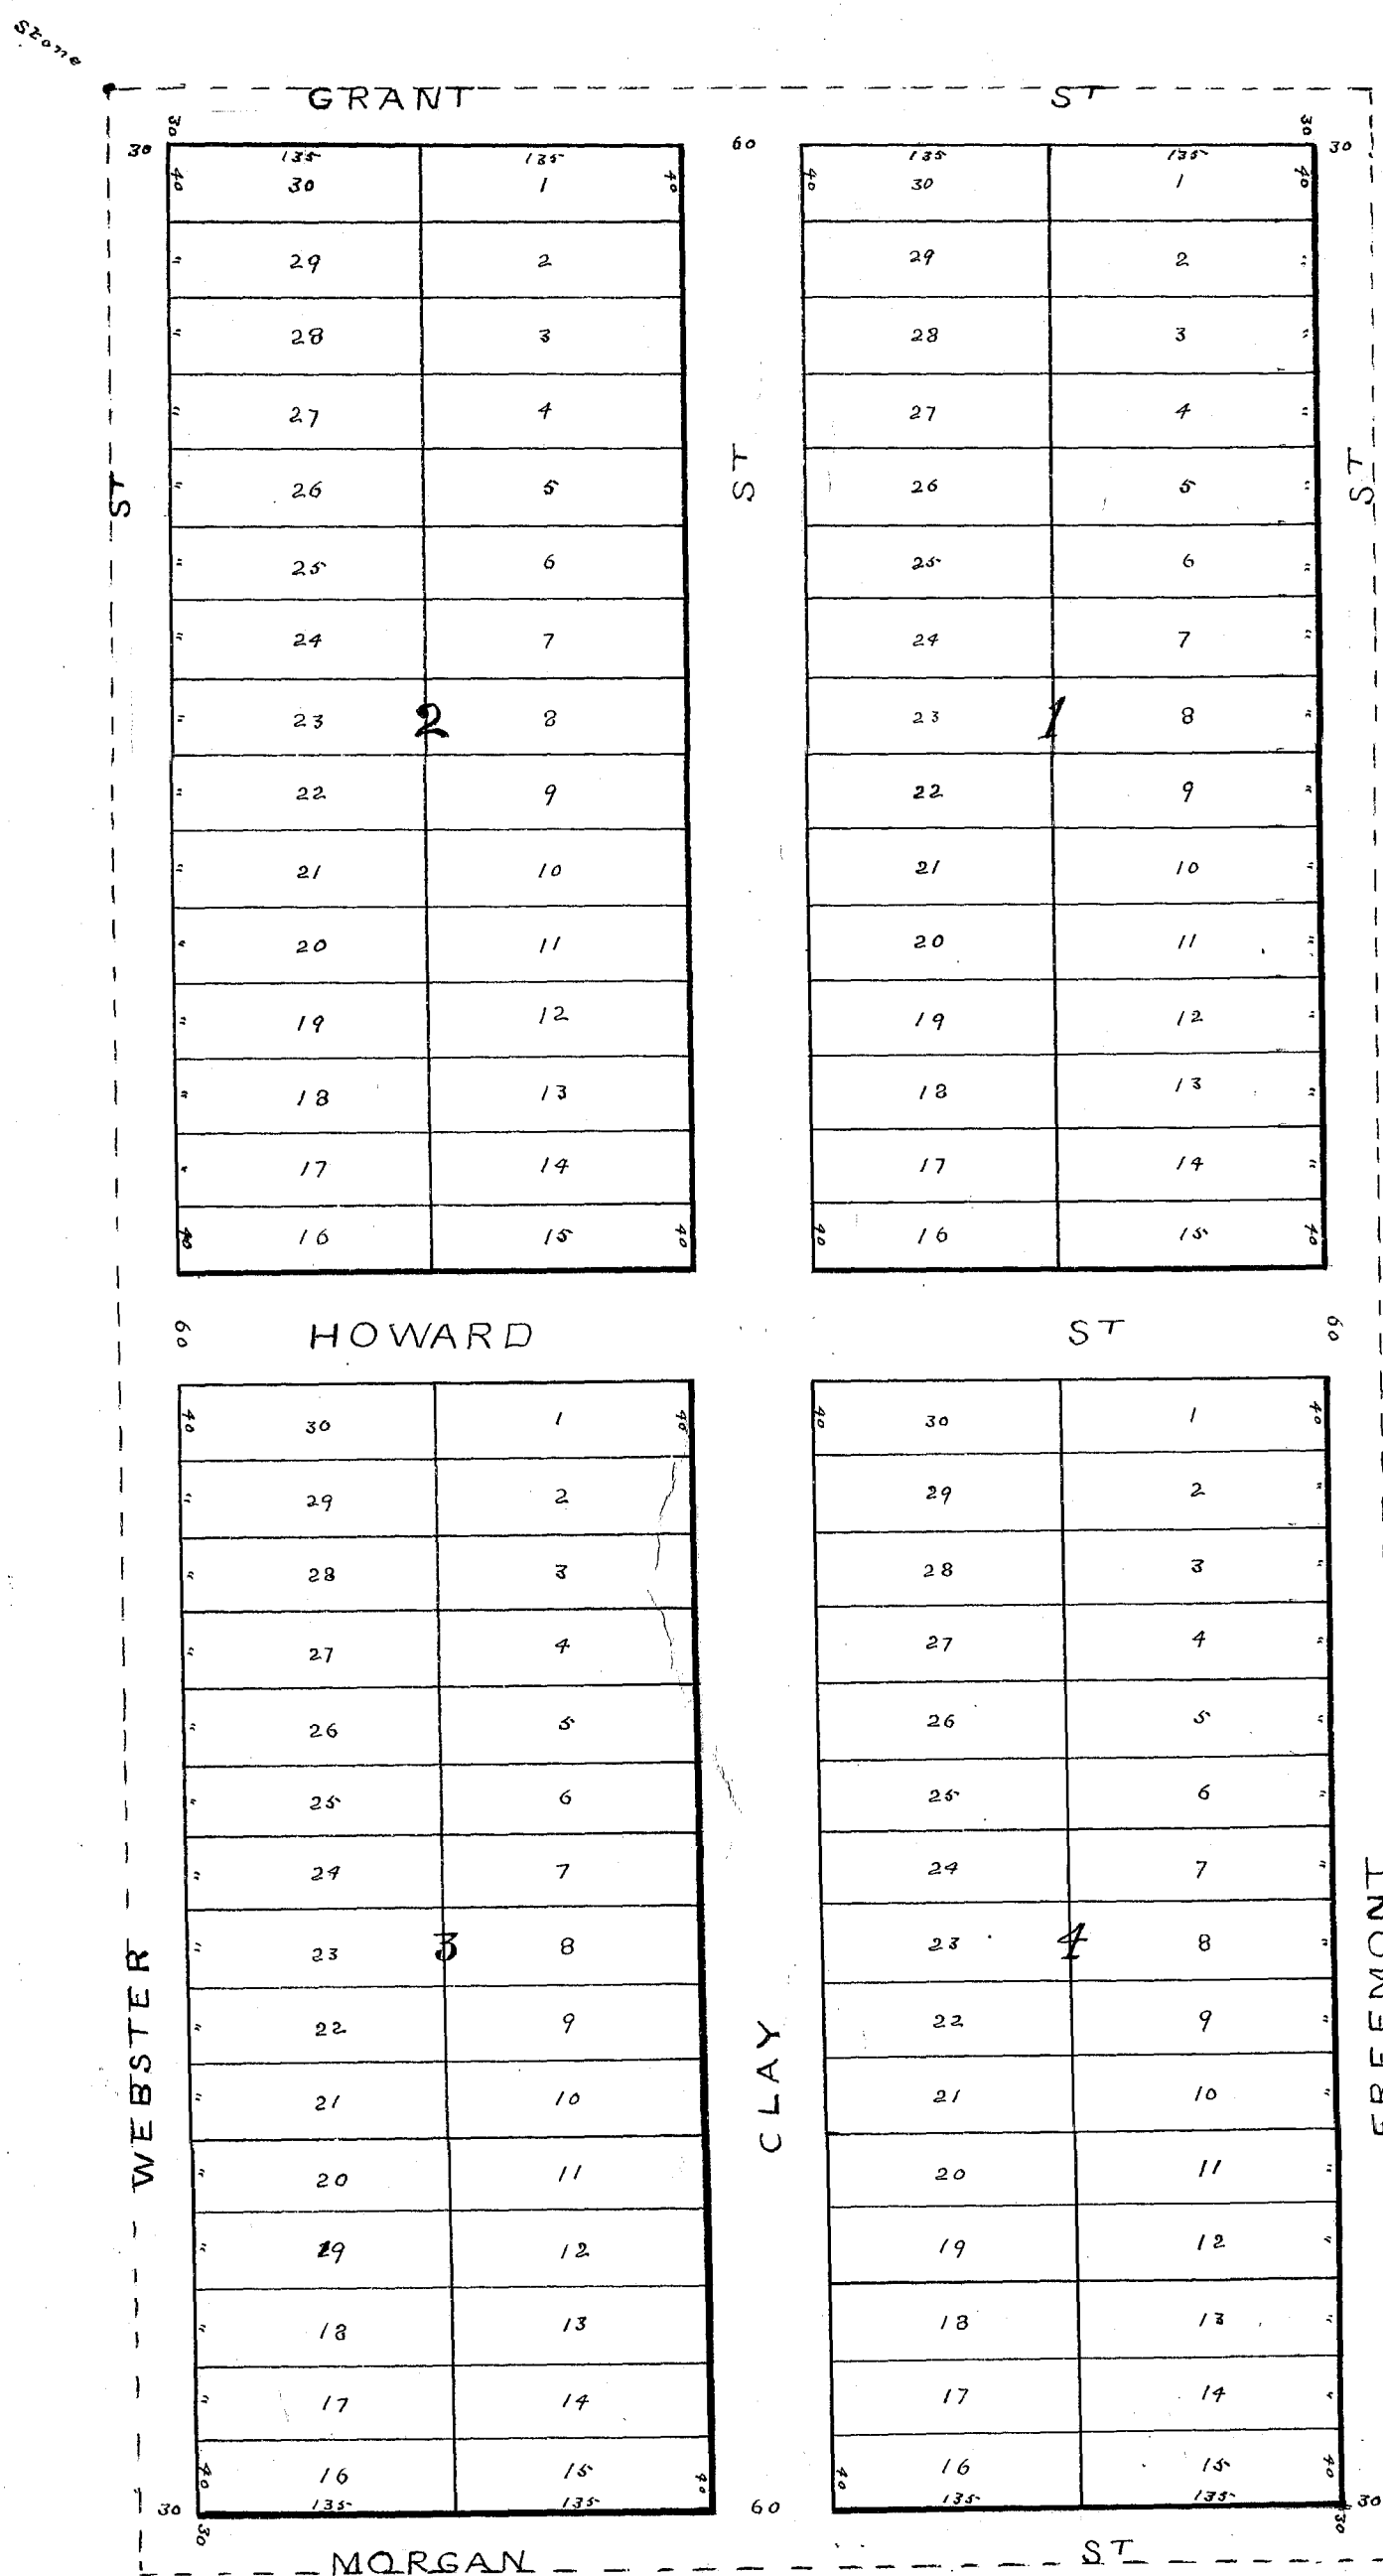 Stone
GRANT ST
30 30 60 30 30
135 135 135 135
40 30 1 40 40 30 1 40
" 29 2 29 2 "
" 28 3 28 3 "
" 27 4 27 4 "
ST " 26 5 ST 26 5 " ST
" 25 6 25 6 "
" 24 7 24 7 "
" 23 2 8 23 1 8 "
" 22 9 22 9 "
" 21 10 21 10 "
" 20 11 20 11 "
" 19 12 19 12 "
" 18 13 18 13 "
" 17 14 17 14 "
40 16 15 40 40 16 15 40
60 HOWARD ST 60
40 30 1 40 40 30 1 40
" 29 2 29 2 "
" 28 3 28 3 "
" 27 4 27 4 "
" 26 5 26 5 "
" 25 6 25 6 "
" 24 7 24 7 "
" 23 3 8 23 4 8 "
" 22 9 22 9 "
WEBSTER " 21 10 CLAY 21 10 " FREEMONT
" 20 11 20 11 "
" 19 12 19 12 "
" 18 13 18 13 "
" 17 14 17 14 "
40 16 15 40 40 16 15 40
30 135 135 60 135 135 30
30 30
MORGAN ST